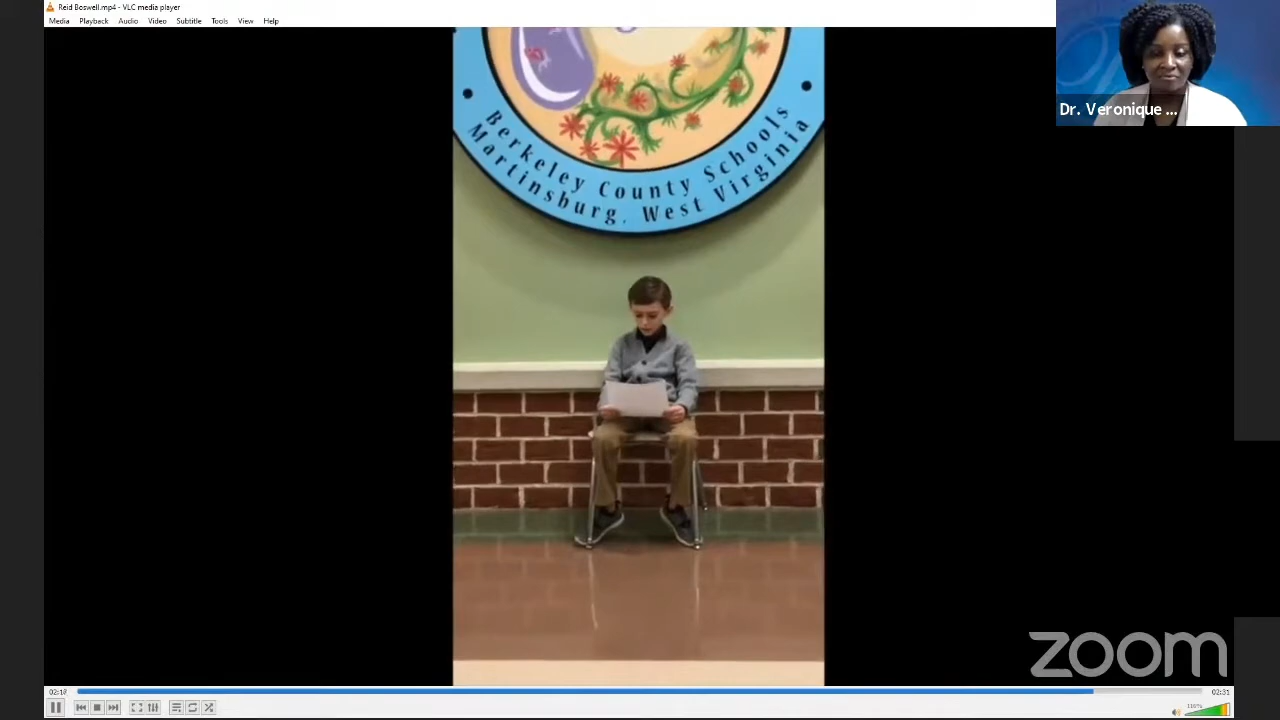 Reid Boswell.mp4 - VLC media player
Media Playback Audio Video Subtitle Tools View Help
Dr. Veronique ...
Berkeley County Schools
Martinsburg, West Virginia
zoom
02:31
110%